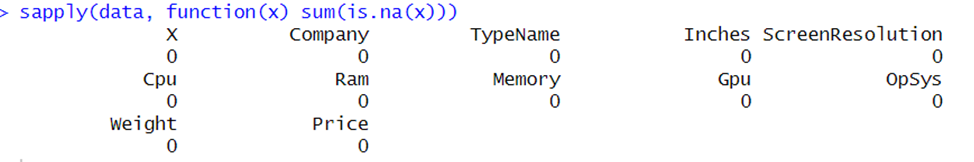 > sapply(data, function(x) sum(is.na(x)))
X Company TypeName Inches ScreenResolution
0 0 0 0 0
Cpu Ram Memory Gpu OpSys
0 0 0 0 0
Weight Price
0 0